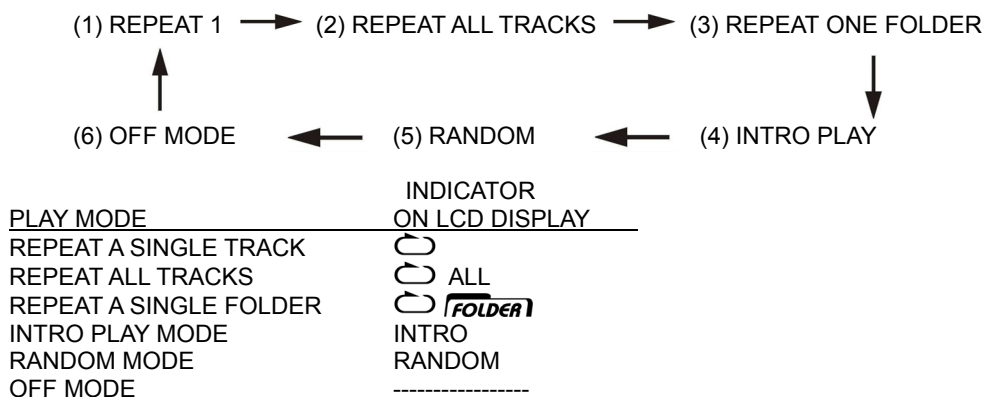 (1) REPEAT 1 (2) REPEAT ALL TRACKS (3) REPEAT ONE FOLDER
(6) OFF MODE (5) RANDOM (4) INTRO PLAY
INDICATOR
PLAY MODE ON LCD DISPLAY
REPEAT A SINGLE TRACK
REPEAT ALL TRACKS ALL
REPEAT A SINGLE FOLDER FOLDER
INTRO PLAY MODE INTRO
RANDOM MODE RANDOM
OFF MODE -----------------